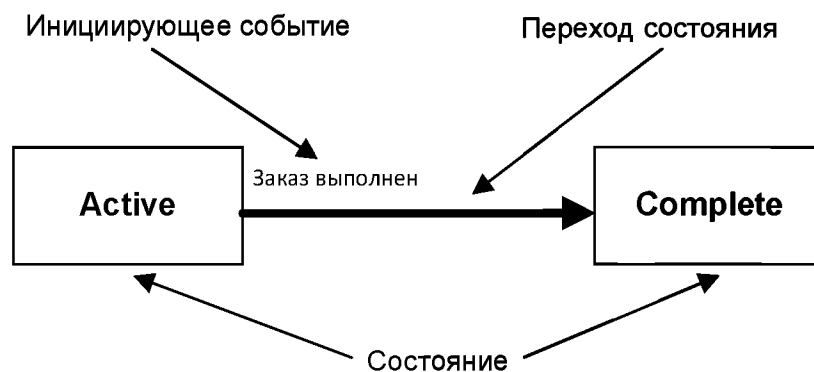 Инициирующее событие
Переход состояния
Заказ выполнен
Active
Complete
Состояние